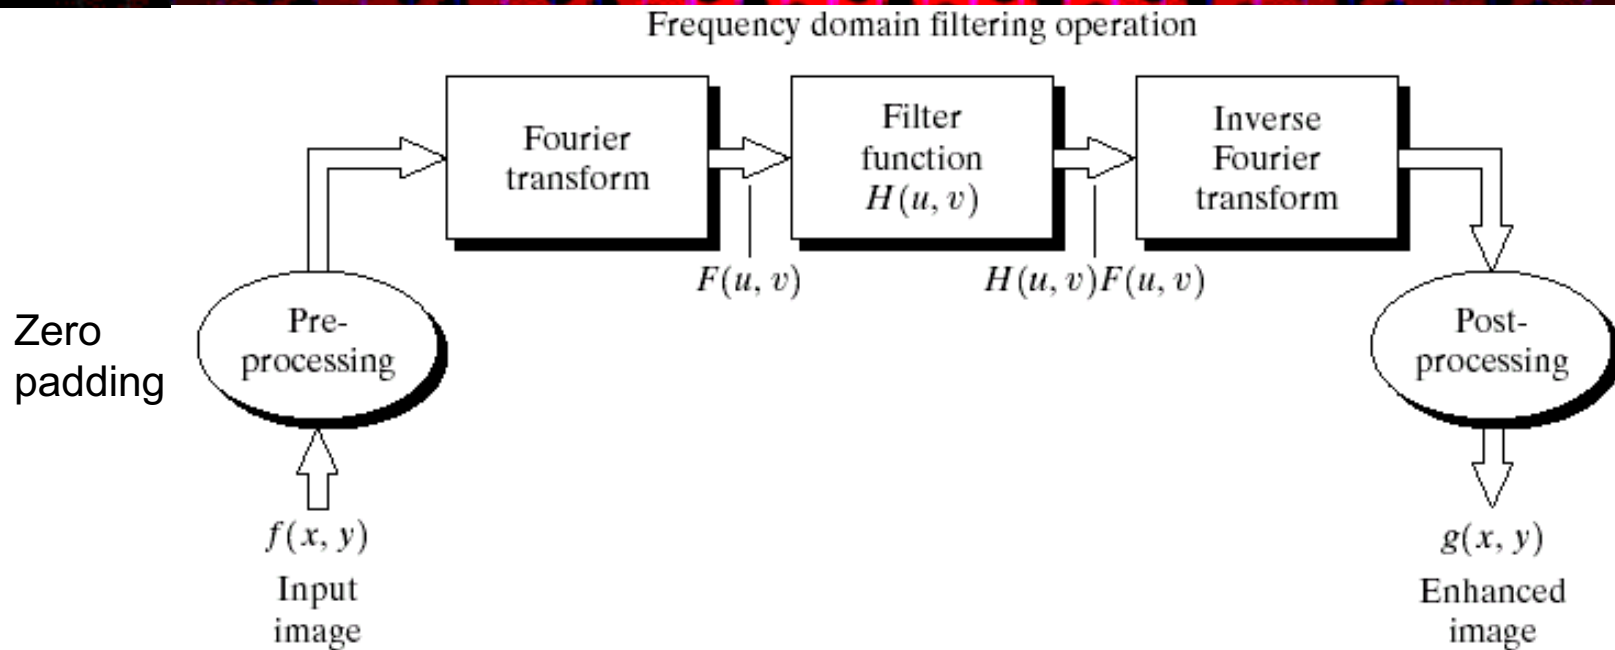 Frequency domain filtering operation
Fourier
transform
Filter
function
H(u, v)
Inverse
Fourier
transform
F(u, v)
H(u, v)F(u, v)
Zero
padding
Pre-
processing
Post-
processing
f(x, y)
Input
image
g(x, y)
Enhanced
image